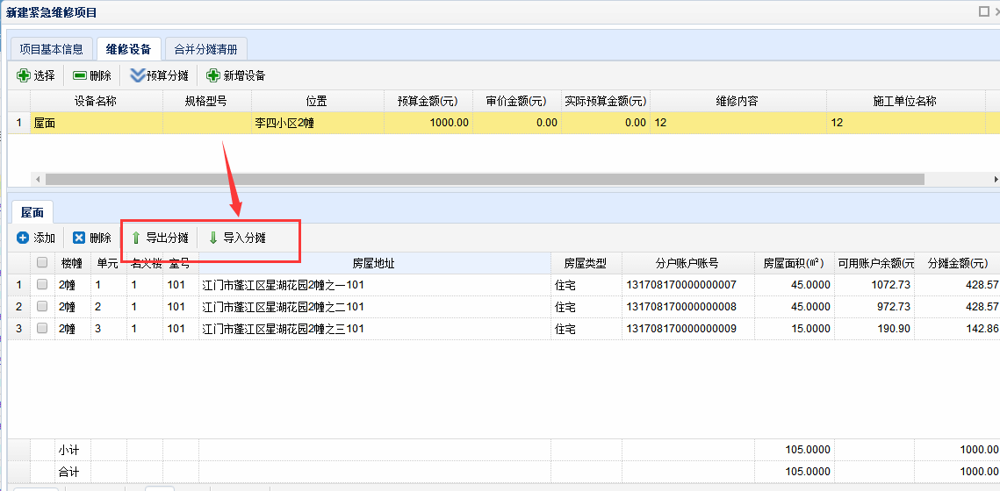 新建紧急维修项目
项目基本信息 维修设备 合并分摊清册
选择 删除 预算分摊 新增设备
设备名称 规格型号 位置 预算金额(元) 审价金额(元) 实际预算金额(元) 维修内容 施工单位名称
1 屋面 李四小区2幢 1000.00 0.00 0.00 12 12
屋面
添加 删除 导出分摊 导入分摊
楼幢 单元 名义楼 室号 房屋地址 房屋类型 分户账户账号 房屋面积(㎡) 可用账户余额(元 分摊金额(元)
1 2幢 1 1 101 江门市蓬江区星湖花园2幢之一101 住宅 131708170000000007 45.0000 1072.73 428.57
2 2幢 2 1 101 江门市蓬江区星湖花园2幢之二101 住宅 131708170000000008 45.0000 972.73 428.57
3 2幢 3 1 101 江门市蓬江区星湖花园2幢之三101 住宅 131708170000000009 15.0000 190.90 142.86
小计 105.0000 1000.00
合计 105.0000 1000.00